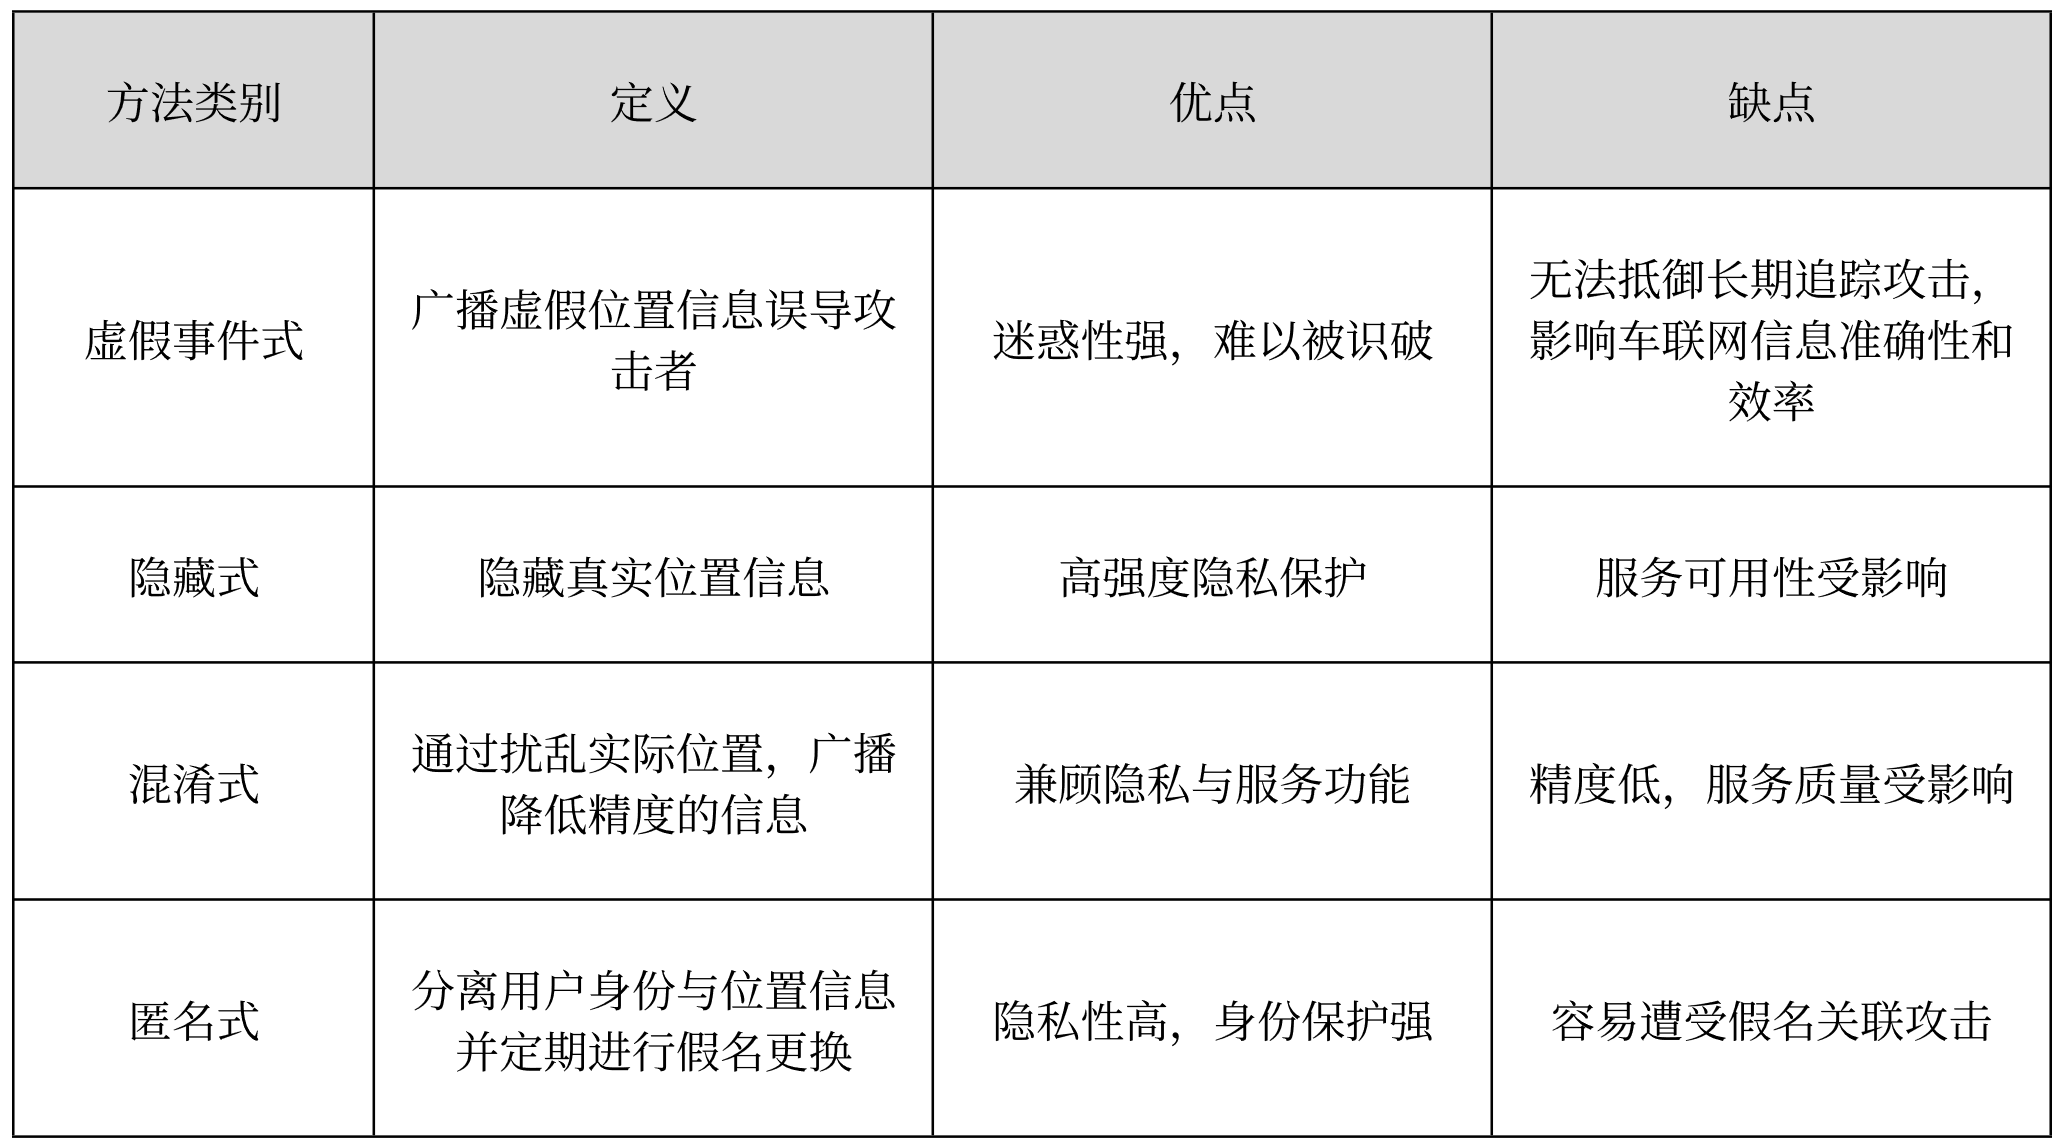 方法类别
定义
优点
缺点
虚假事件式
广播虚假位置信息误导攻
击者
迷惑性强，难以被识破
无法抵御长期追踪攻击，
影响车联网信息准确性和
效率
隐藏式
隐藏真实位置信息
高强度隐私保护
服务可用性受影响
混淆式
通过扰乱实际位置，广播
降低精度的信息
兼顾隐私与服务功能
精度低，服务质量受影响
匿名式
分离用户身份与位置信息
并定期进行假名更换
隐私性高，身份保护强
容易遭受假名关联攻击